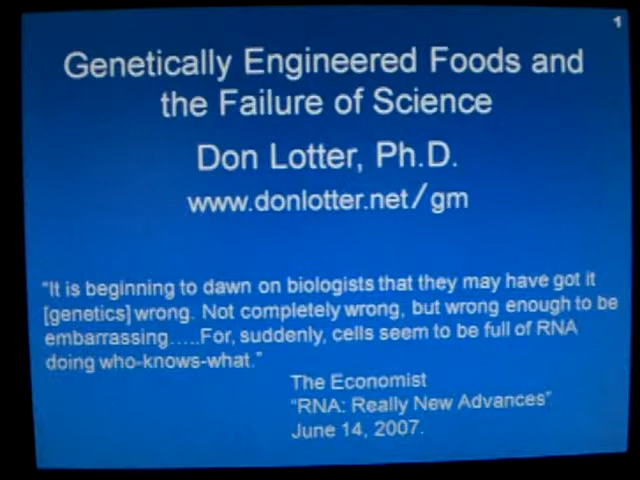 1
Genetically Engineered Foods and
the Failure of Science
Don Lotter, Ph.D.
www.donlotter.net/gm
"It is beginning to dawn on biologists that they may have got it
[genetics] wrong. Not completely wrong, but wrong enough to be
embarrassing.....For, suddenly, cells seem to be full of RNA
doing who-knows-what."
The Economist
"RNA: Really New Advances"
June 14, 2007.